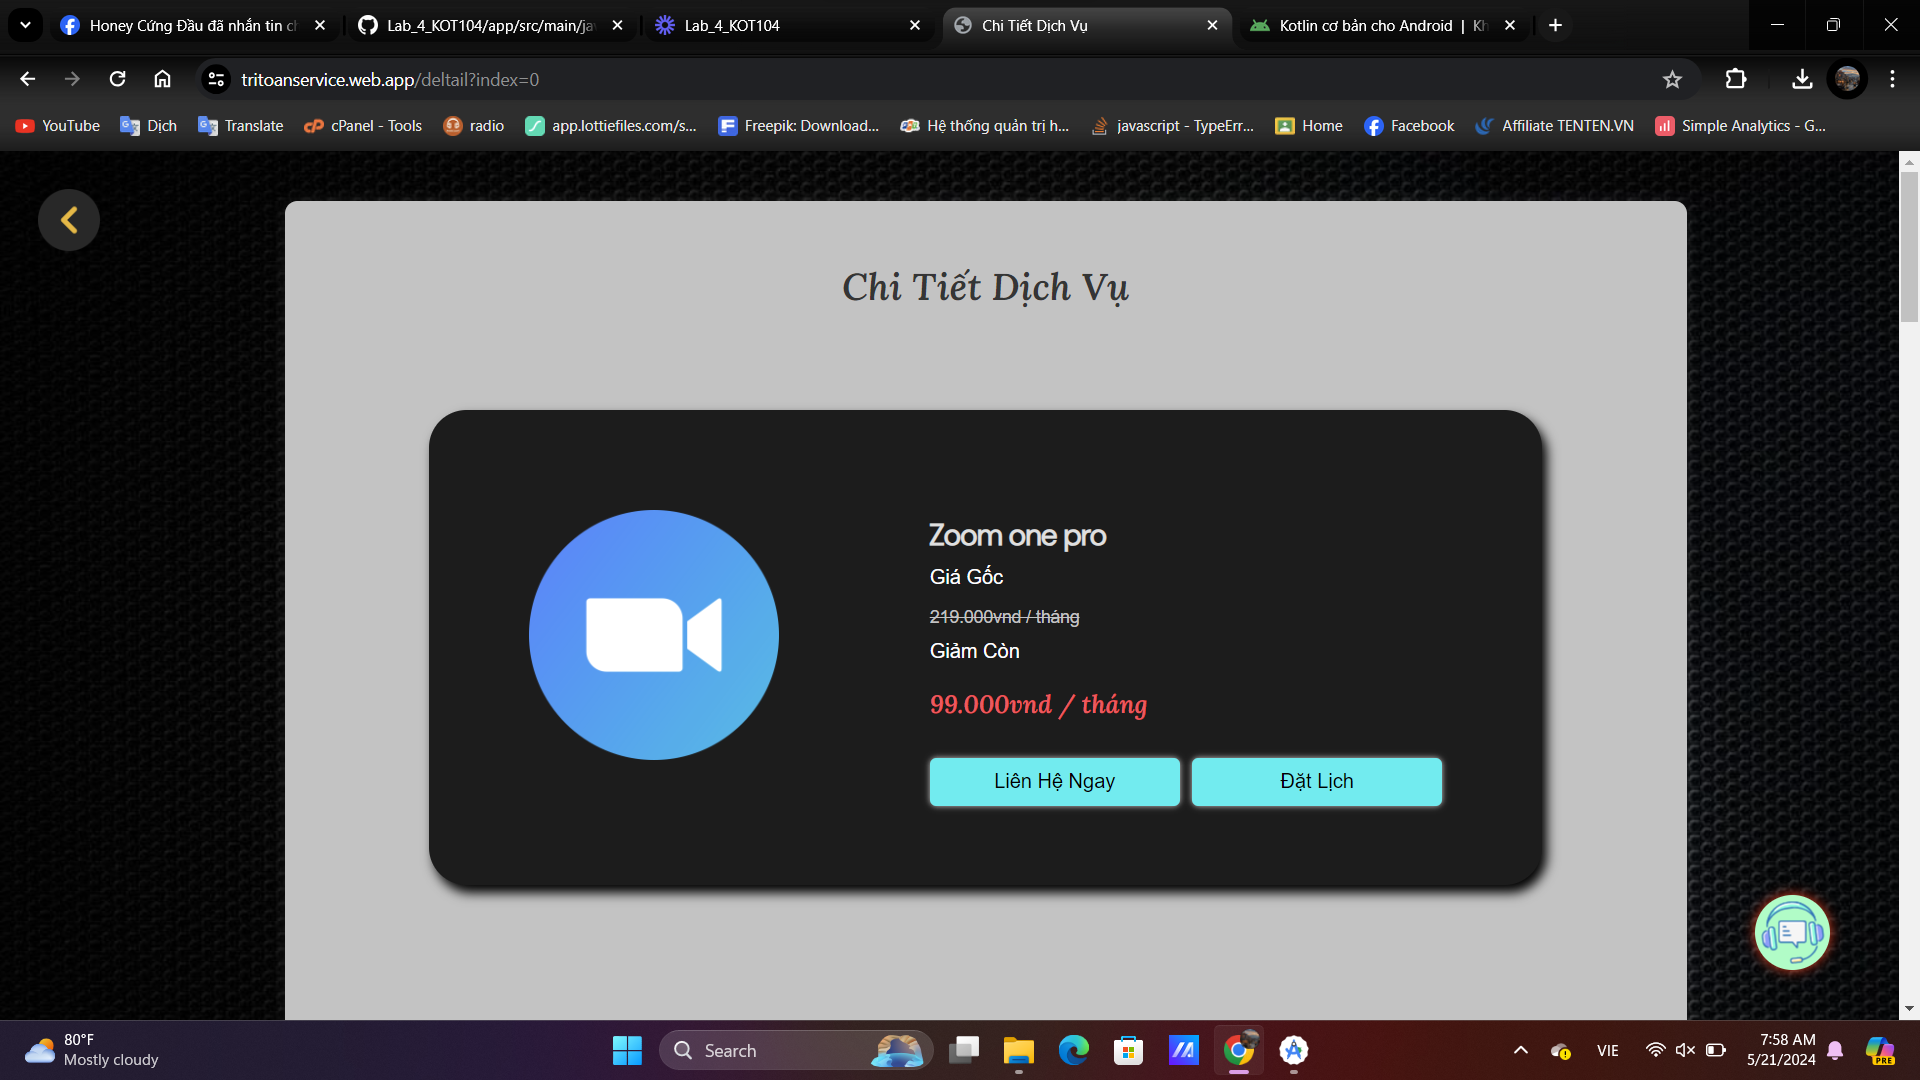 Honey Cứng Đầu đã nhắn tin ch
Lab_4_KOT104/app/src/main/jav
Lab_4_KOT104
Chi Tiết Dịch Vụ
Kotlin cơ bản cho Android | Kh
tritoanservice.web.app/deltail?index=0
YouTube
Dịch
Translate
cPanel - Tools
radio
app.lottiefiles.com/s...
Freepik: Download...
Hệ thống quản trị h...
javascript - TypeErr...
Home
Facebook
Affiliate TENTEN.VN
Simple Analytics - G...
Chi Tiết Dịch Vụ
Zoom one pro
Giá Gốc
219.000vnd / tháng
Giảm Còn
99.000vnd / tháng
Liên Hệ Ngay
Đặt Lịch
80°F
Mostly cloudy
Search
VIE
7:58 AM
5/21/2024
PRE